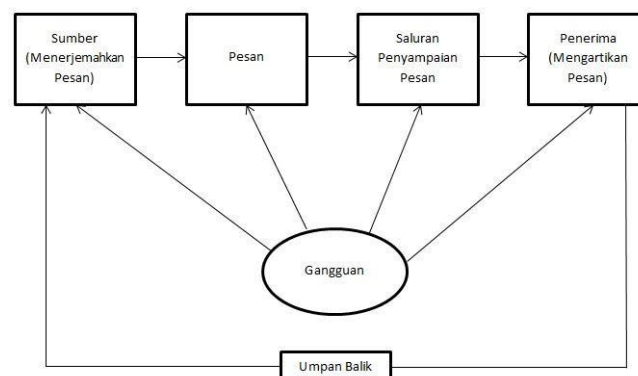 Sumber
(Menerjemahkan
Pesan)
Pesan
Saluran
Penyampaian
Pesan
Penerima
(Mengartikan
Pesan)
Gangguan
Umpan Balik